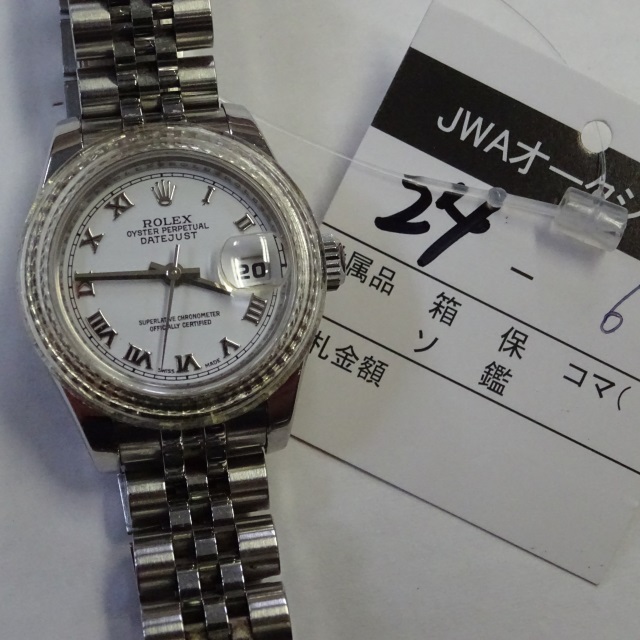 ROLEX
OYSTER PERPETUAL
DATEJUST
20
SUPERLATIVE CHRONOMETER
OFFICIALLY CERTIFIED
SWISS MADE
JWAオーク
24 - 6
属品 箱 保 コマ(
ソ 鑑
札金額